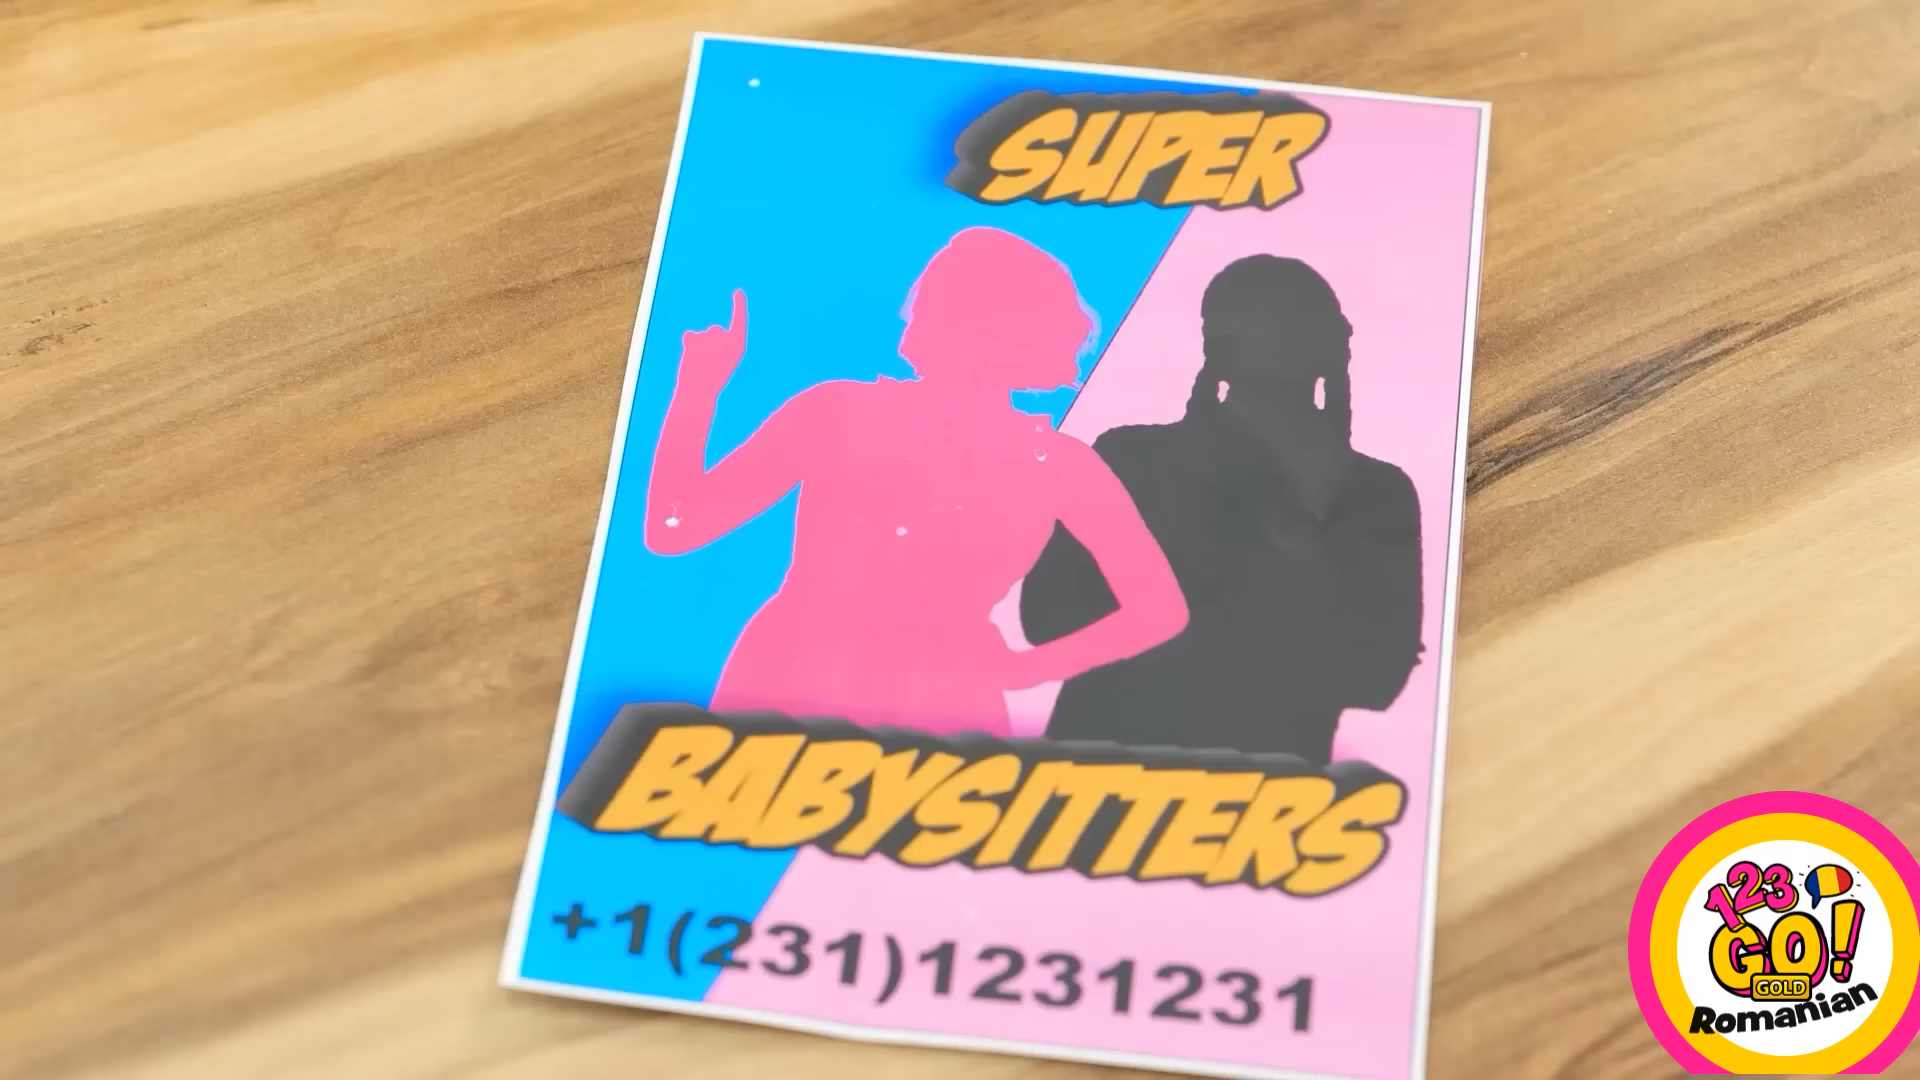 SUPER
BABYSITTERS
+1(231)1231231
123
GO!
GOLD
Romanian